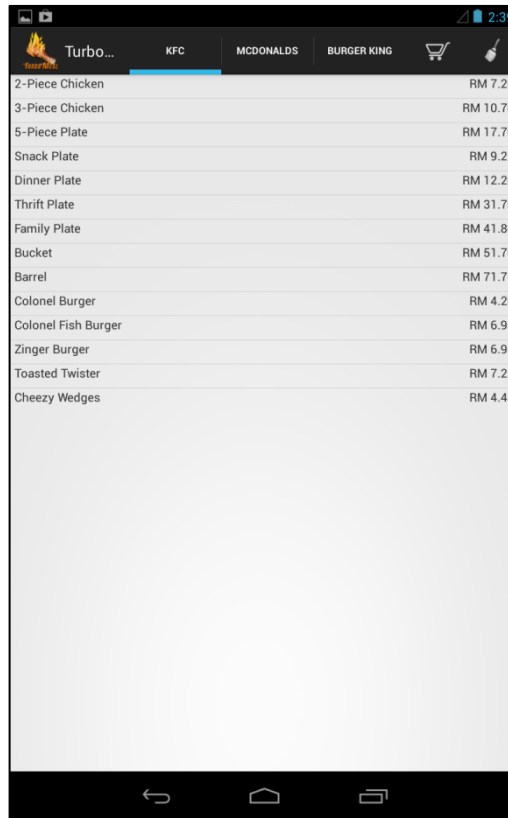 2:39
Turbo... KFC MCDONALDS BURGER KING
2-Piece Chicken RM 7.2
3-Piece Chicken RM 10.7
5-Piece Plate RM 17.7
Snack Plate RM 9.2
Dinner Plate RM 12.2
Thrift Plate RM 31.7
Family Plate RM 41.8
Bucket RM 51.7
Barrel RM 71.7
Colonel Burger RM 4.2
Colonel Fish Burger RM 6.9
Zinger Burger RM 6.9
Toasted Twister RM 7.2
Cheezy Wedges RM 4.4